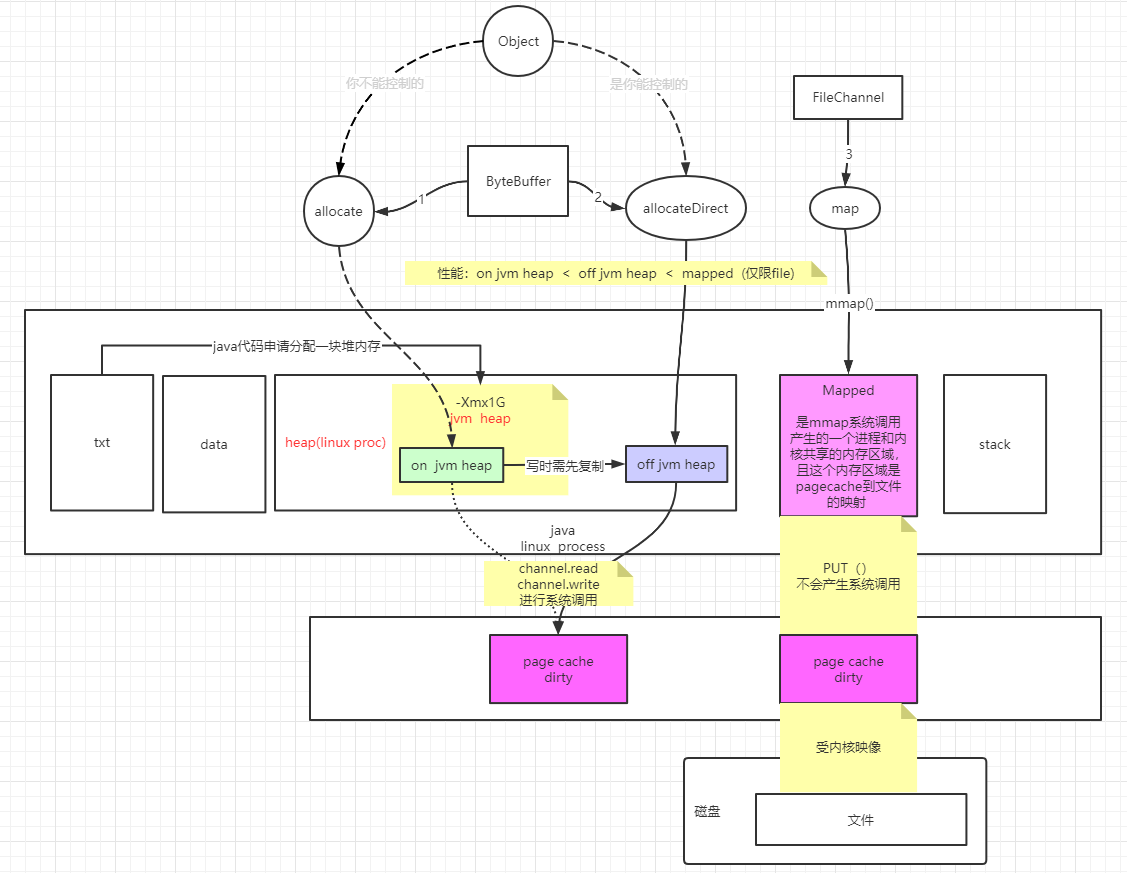 Object
你不能控制的
是你能控制的
FileChannel
3
ByteBuffer
1
2
allocate
allocateDirect
map
性能：on jvm heap < off jvm heap < mapped (仅限file)
mmap()
java代码申请分配一块堆内存
txt
data
heap(linux proc)
-Xmx1G
jvm heap
on jvm heap
写时需先复制
off jvm heap
Mapped
是mmap系统调用
产生的一个进程和内
核共享的内存区域，
且这个内存区域是
pagecache到文件
的映射
stack
java
linux process
channel.read
channel.write
进行系统调用
PUT（）
不会产生系统调用
page cache
dirty
page cache
dirty
受内核映像
磁盘
文件